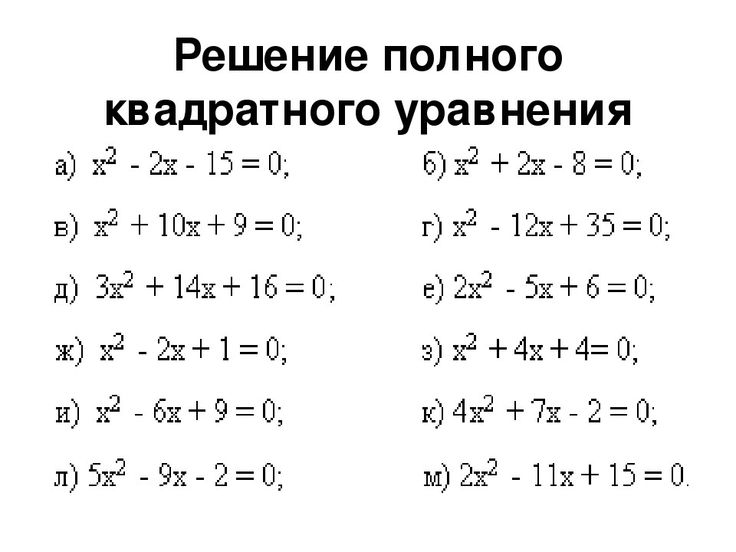 Решение полного
квадратного уравнения
а) x² - 2x - 15 = 0; б) x² + 2x - 8 = 0;
в) x² + 10x + 9 = 0; г) x² - 12x + 35 = 0;
д) 3x² + 14x + 16 = 0; е) 2x² - 5x + 6 = 0;
ж) x² - 2x + 1 = 0; з) x² + 4x + 4= 0;
и) x² - 6x + 9 = 0; к) 4x² + 7x - 2 = 0;
л) 5x² - 9x - 2 = 0; м) 2x² - 11x + 15 = 0.